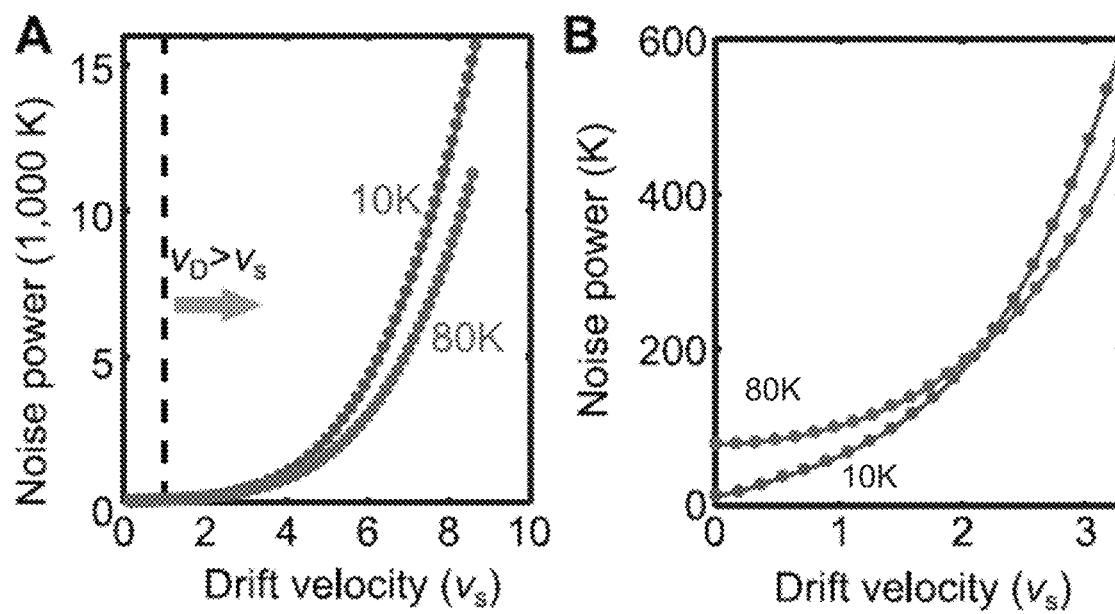 A
Noise power (1,000 K)
15
10
5
0
v_D>v_s
10K
80K
0 2 4 6 8 10
Drift velocity (v_s)
B
Noise power (K)
600
400
200
0
80K
10K
0 1 2 3
Drift velocity (v_s)